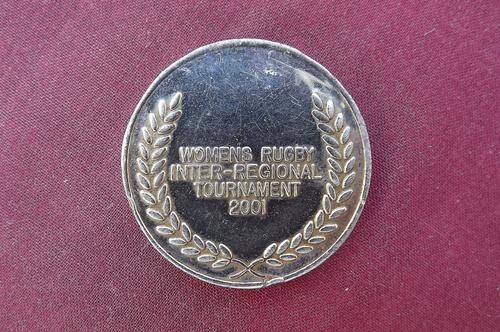 WOMENS RUGBY
INTER-REGIONAL
TOURNAMENT
2001